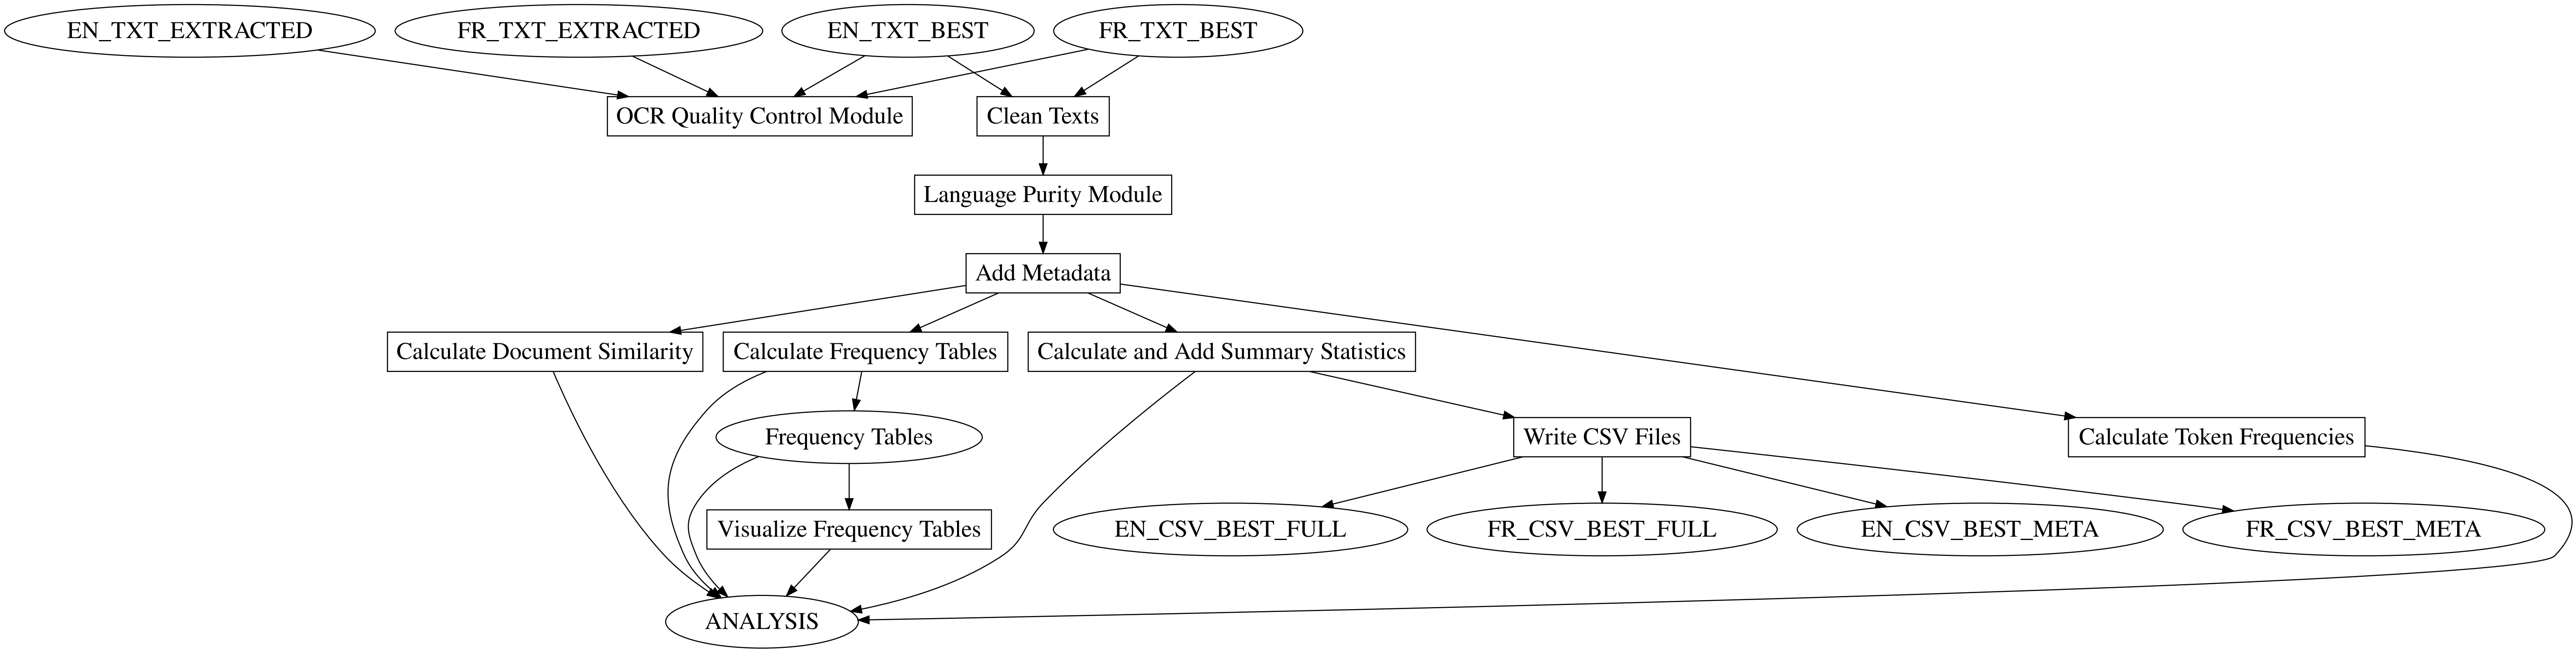 EN_TXT_EXTRACTED
FR_TXT_EXTRACTED
EN_TXT_BEST
FR_TXT_BEST
OCR Quality Control Module
Clean Texts
Language Purity Module
Add Metadata
Calculate Document Similarity
Calculate Frequency Tables
Calculate and Add Summary Statistics
Frequency Tables
Write CSV Files
Calculate Token Frequencies
Visualize Frequency Tables
EN_CSV_BEST_FULL
FR_CSV_BEST_FULL
EN_CSV_BEST_META
FR_CSV_BEST_META
ANALYSIS